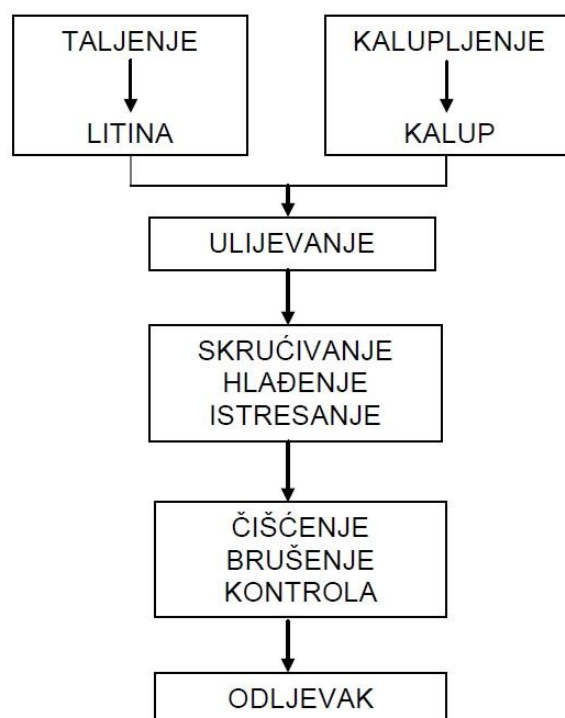 TALJENJE
LITINA
KALUPLJENJE
KALUP
ULIJEVANJE
SKRUĆIVANJE
HLAĐENJE
ISTRESANJE
ČIŠĆENJE
BRUŠENJE
KONTROLA
ODLJEVAK